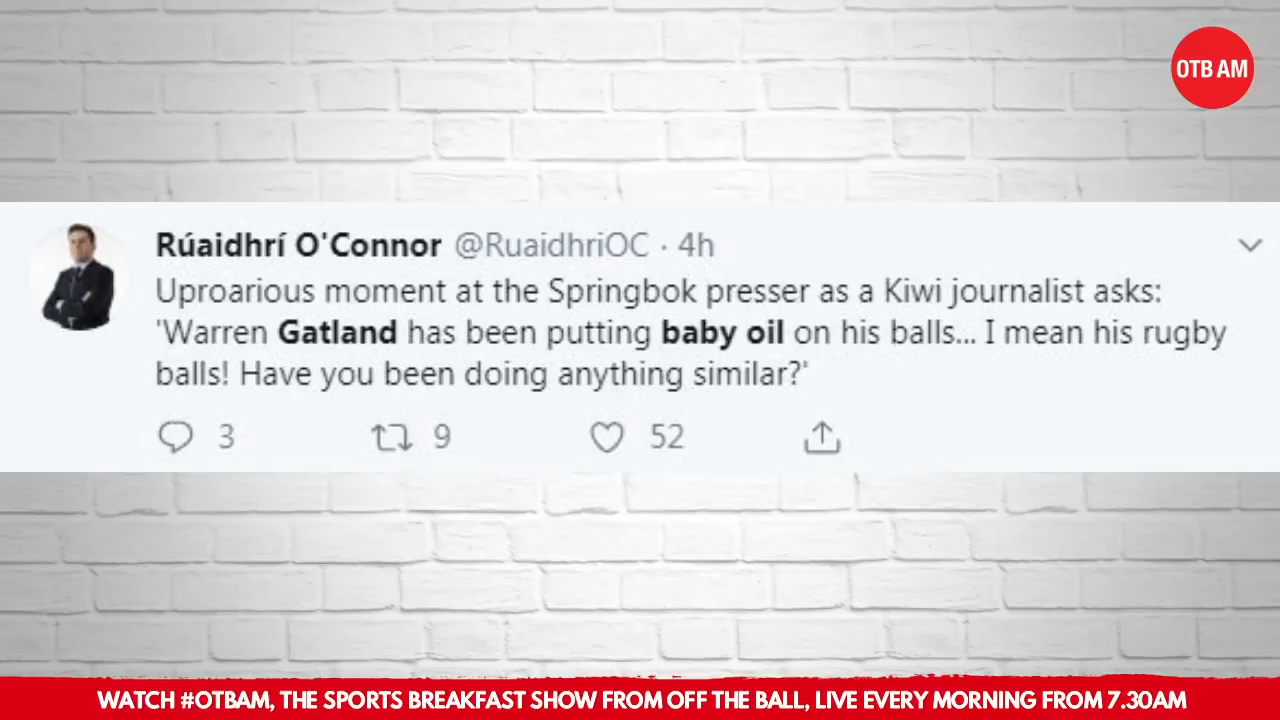 OTB AM
Rúaidhrí O'Connor @RuaidhriOC · 4h
Uproarious moment at the Springbok presser as a Kiwi journalist asks:
'Warren Gatland has been putting baby oil on his balls... I mean his rugby
balls! Have you been doing anything similar?'
3 9 52
WATCH #OTBAM, THE SPORTS BREAKFAST SHOW FROM OFF THE BALL, LIVE EVERY MORNING FROM 7.30AM